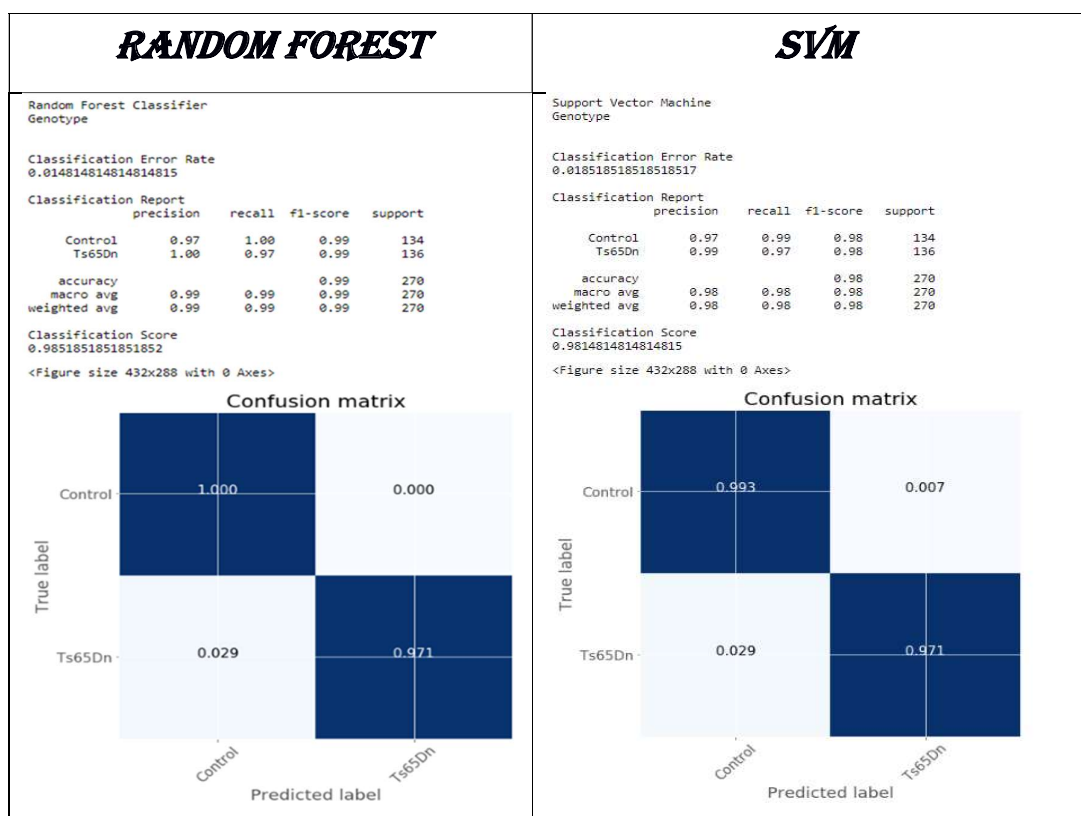 RANDOM FOREST
Random Forest Classifier
Genotype
Classification Error Rate
0.014814814814814815
Classification Report
precision recall f1-score support
Control 0.97 1.00 0.99 134
Ts65Dn 1.00 0.97 0.99 136
accuracy 0.99 270
macro avg 0.99 0.99 0.99 270
weighted avg 0.99 0.99 0.99 270
Classification Score
0.9851851851851852
<Figure size 432x288 with 0 Axes>
Confusion matrix
True label
Control 1.000 0.000
Ts65Dn 0.029 0.971
Control Ts65Dn
Predicted label
SVM
Support Vector Machine
Genotype
Classification Error Rate
0.018518518518518517
Classification Report
precision recall f1-score support
Control 0.97 0.99 0.98 134
Ts65Dn 0.99 0.97 0.98 136
accuracy 0.98 270
macro avg 0.98 0.98 0.98 270
weighted avg 0.98 0.98 0.98 270
Classification Score
0.9814814814814815
<Figure size 432x288 with 0 Axes>
Confusion matrix
True label
Control 0.993 0.007
Ts65Dn 0.029 0.971
Control Ts65Dn
Predicted label